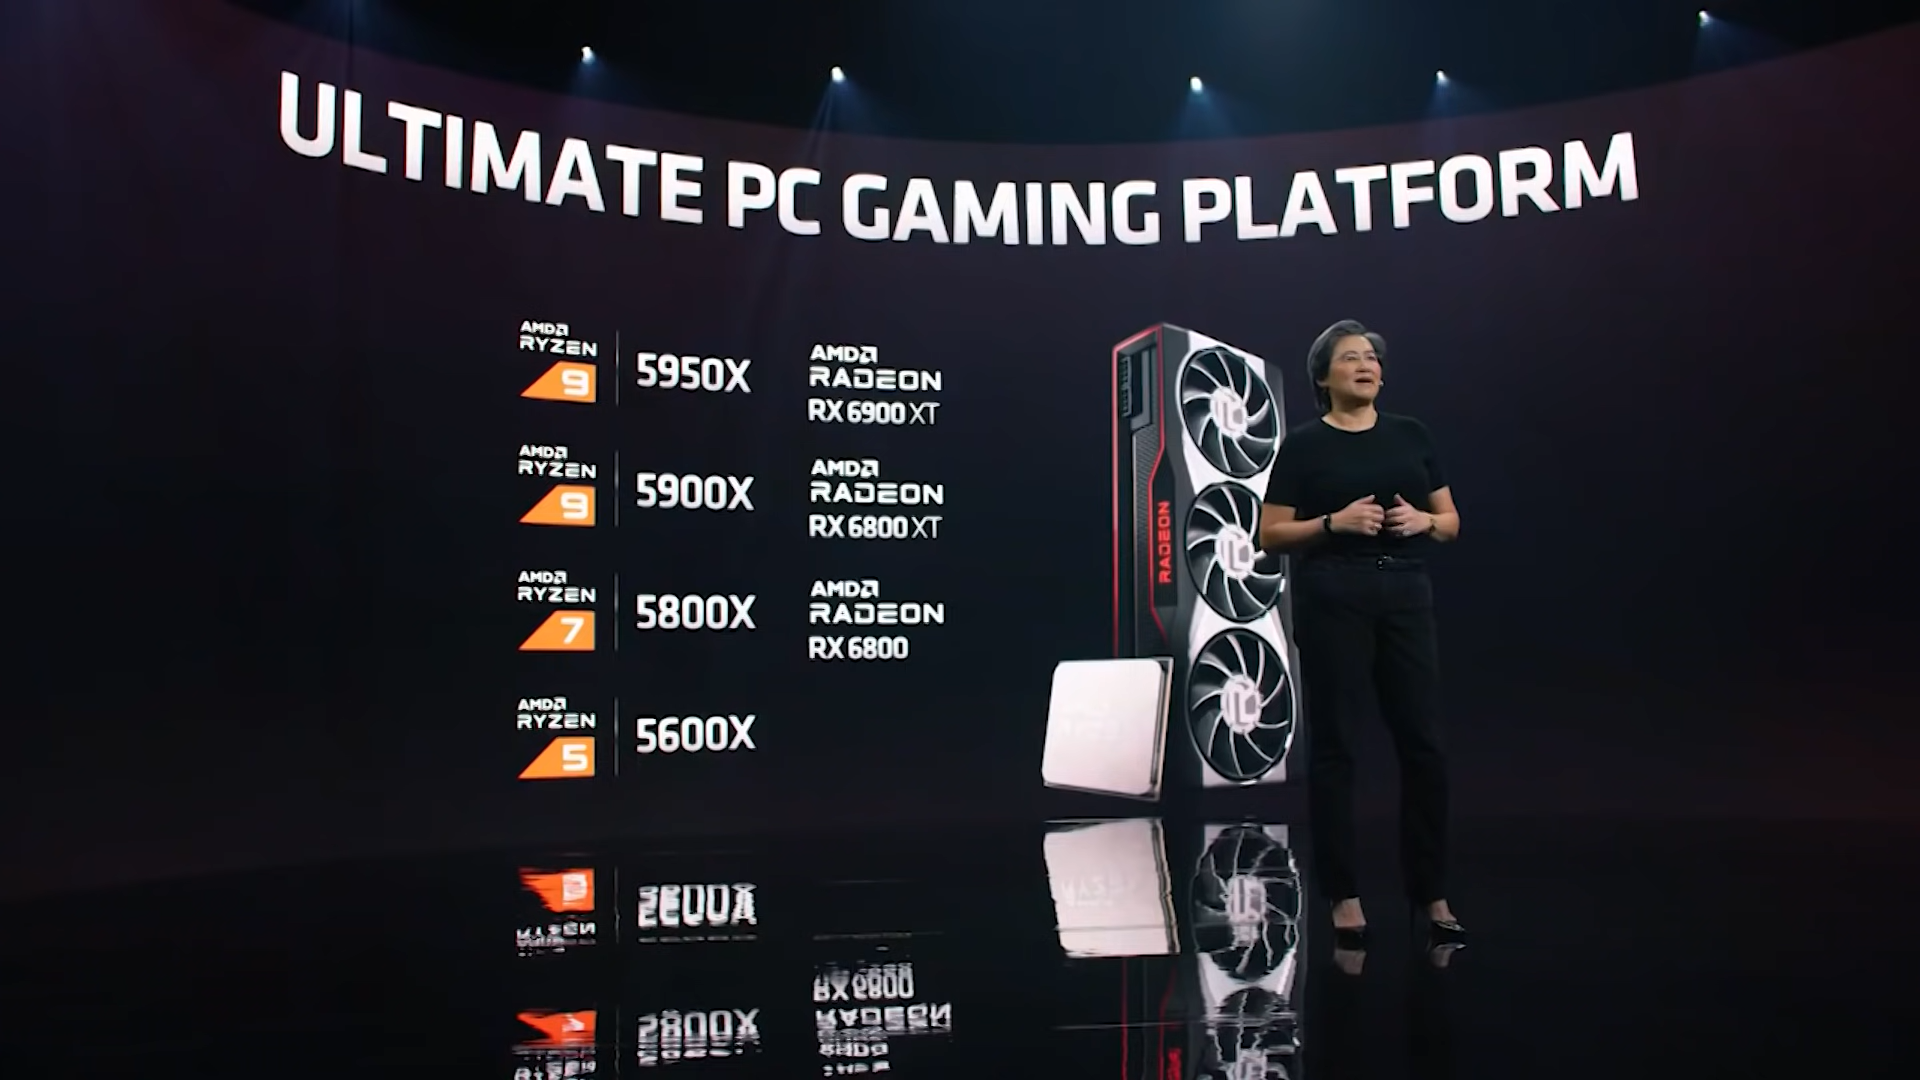 ULTIMATE PC GAMING PLATFORM
AMD
RYZEN
9
5950X
AMD
RADEON
RX 6900 XT
AMD
RYZEN
9
5900X
AMD
RADEON
RX 6800 XT
AMD
RYZEN
7
5800X
AMD
RADEON
RX 6800
AMD
RYZEN
5
5600X
RADEON